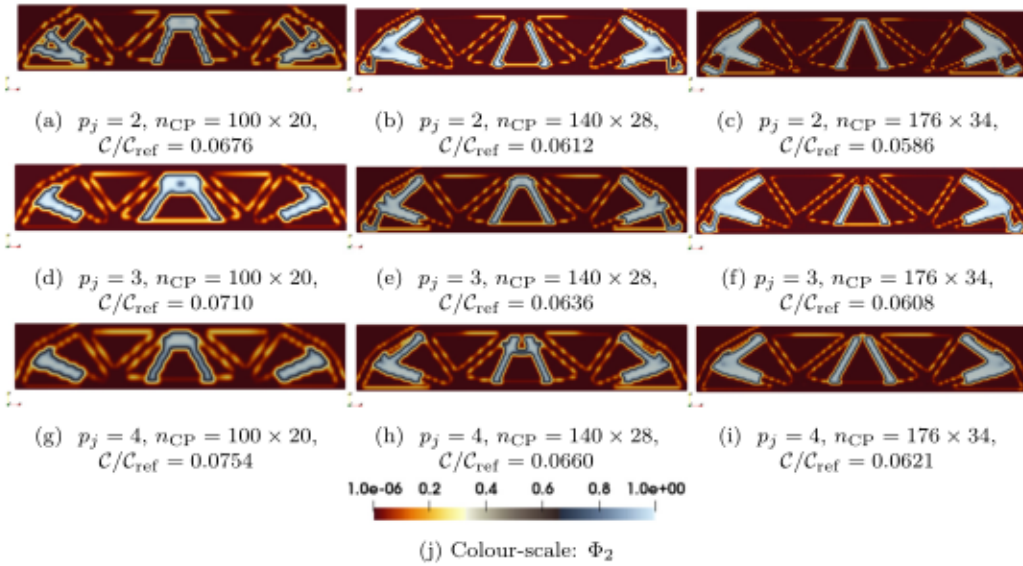 (a) p_j = 2, n_CP = 100 × 20,
C/C_ref = 0.0676
(b) p_j = 2, n_CP = 140 × 28,
C/C_ref = 0.0612
(c) p_j = 2, n_CP = 176 × 34,
C/C_ref = 0.0586
(d) p_j = 3, n_CP = 100 × 20,
C/C_ref = 0.0710
(e) p_j = 3, n_CP = 140 × 28,
C/C_ref = 0.0636
(f) p_j = 3, n_CP = 176 × 34,
C/C_ref = 0.0608
(g) p_j = 4, n_CP = 100 × 20,
C/C_ref = 0.0754
(h) p_j = 4, n_CP = 140 × 28,
C/C_ref = 0.0660
(i) p_j = 4, n_CP = 176 × 34,
C/C_ref = 0.0621
1.0e-06 0.2 0.4 0.6 0.8 1.0e+00
(j) Colour-scale: Φ₂